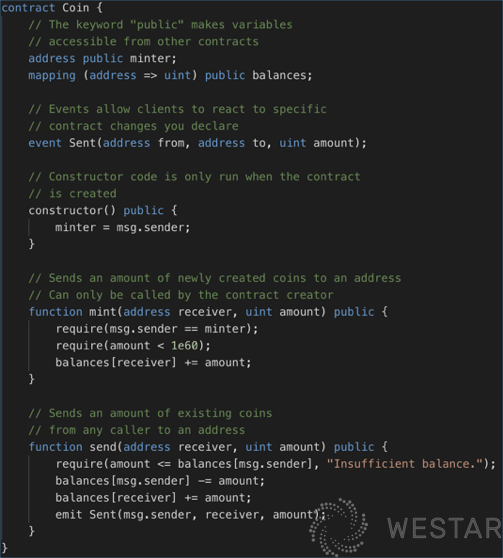 contract Coin {
// The keyword "public" makes variables
// accessible from other contracts
address public minter;
mapping (address => uint) public balances;
// Events allow clients to react to specific
// contract changes you declare
event Sent(address from, address to, uint amount);
// Constructor code is only run when the contract
// is created
constructor() public {
minter = msg.sender;
}
// Sends an amount of newly created coins to an address
// Can only be called by the contract creator
function mint(address receiver, uint amount) public {
require(msg.sender == minter);
require(amount < 1e60);
balances[receiver] += amount;
}
// Sends an amount of existing coins
// from any caller to an address
function send(address receiver, uint amount) public {
require(amount <= balances[msg.sender], "Insufficient balance.");
balances[msg.sender] -= amount;
balances[receiver] += amount;
emit Sent(msg.sender, receiver, amount);
}
}
WESTAR